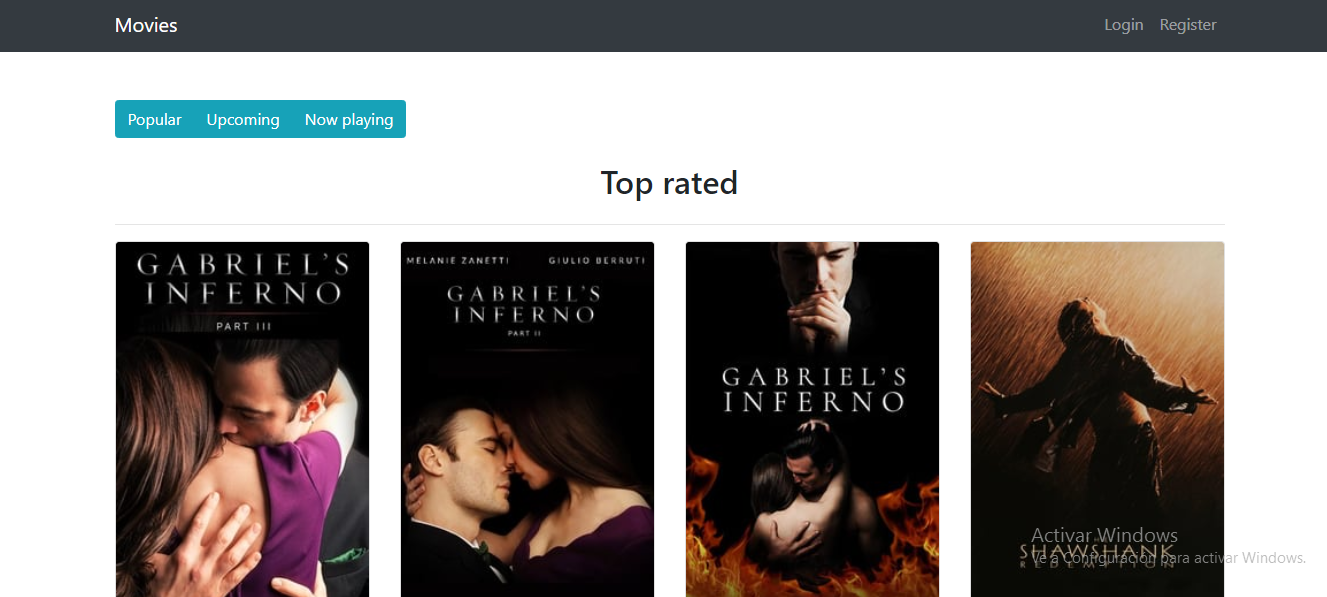 Movies
Login Register
Popular Upcoming Now playing
Top rated
GABRIEL'S
INFERNO
PART III
MELANIE ZANETTI GIULIO BERRUTI
GABRIEL'S
INFERNO
PART II
GABRIEL'S
INFERNO
SHAWSHANK
REDEMPTION
Activar Windows
Ve a Configuración para activar Windows.